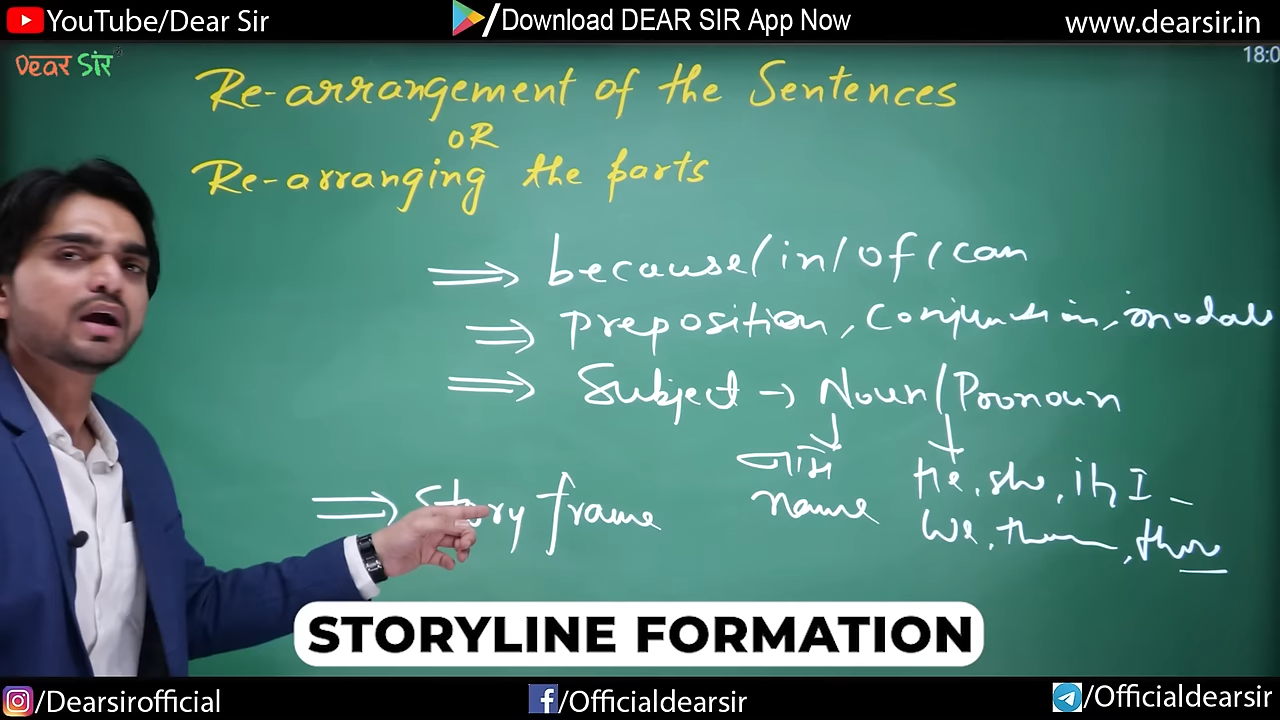 YouTube/Dear Sir
/Download DEAR SIR App Now
www.dearsir.in
Dear Sir
18:0
Re-arrangement of the Sentences
OR
Re-arranging the parts
⇒ because/in/of/can
⇒ preposition, conjunction, modals
⇒ Subject → Noun/Pronoun
नाम
name
He, she, it, I
We,
⇒ Story frame
STORYLINE FORMATION
/Dearsirofficial
/Officialdearsir
/Officialdearsir